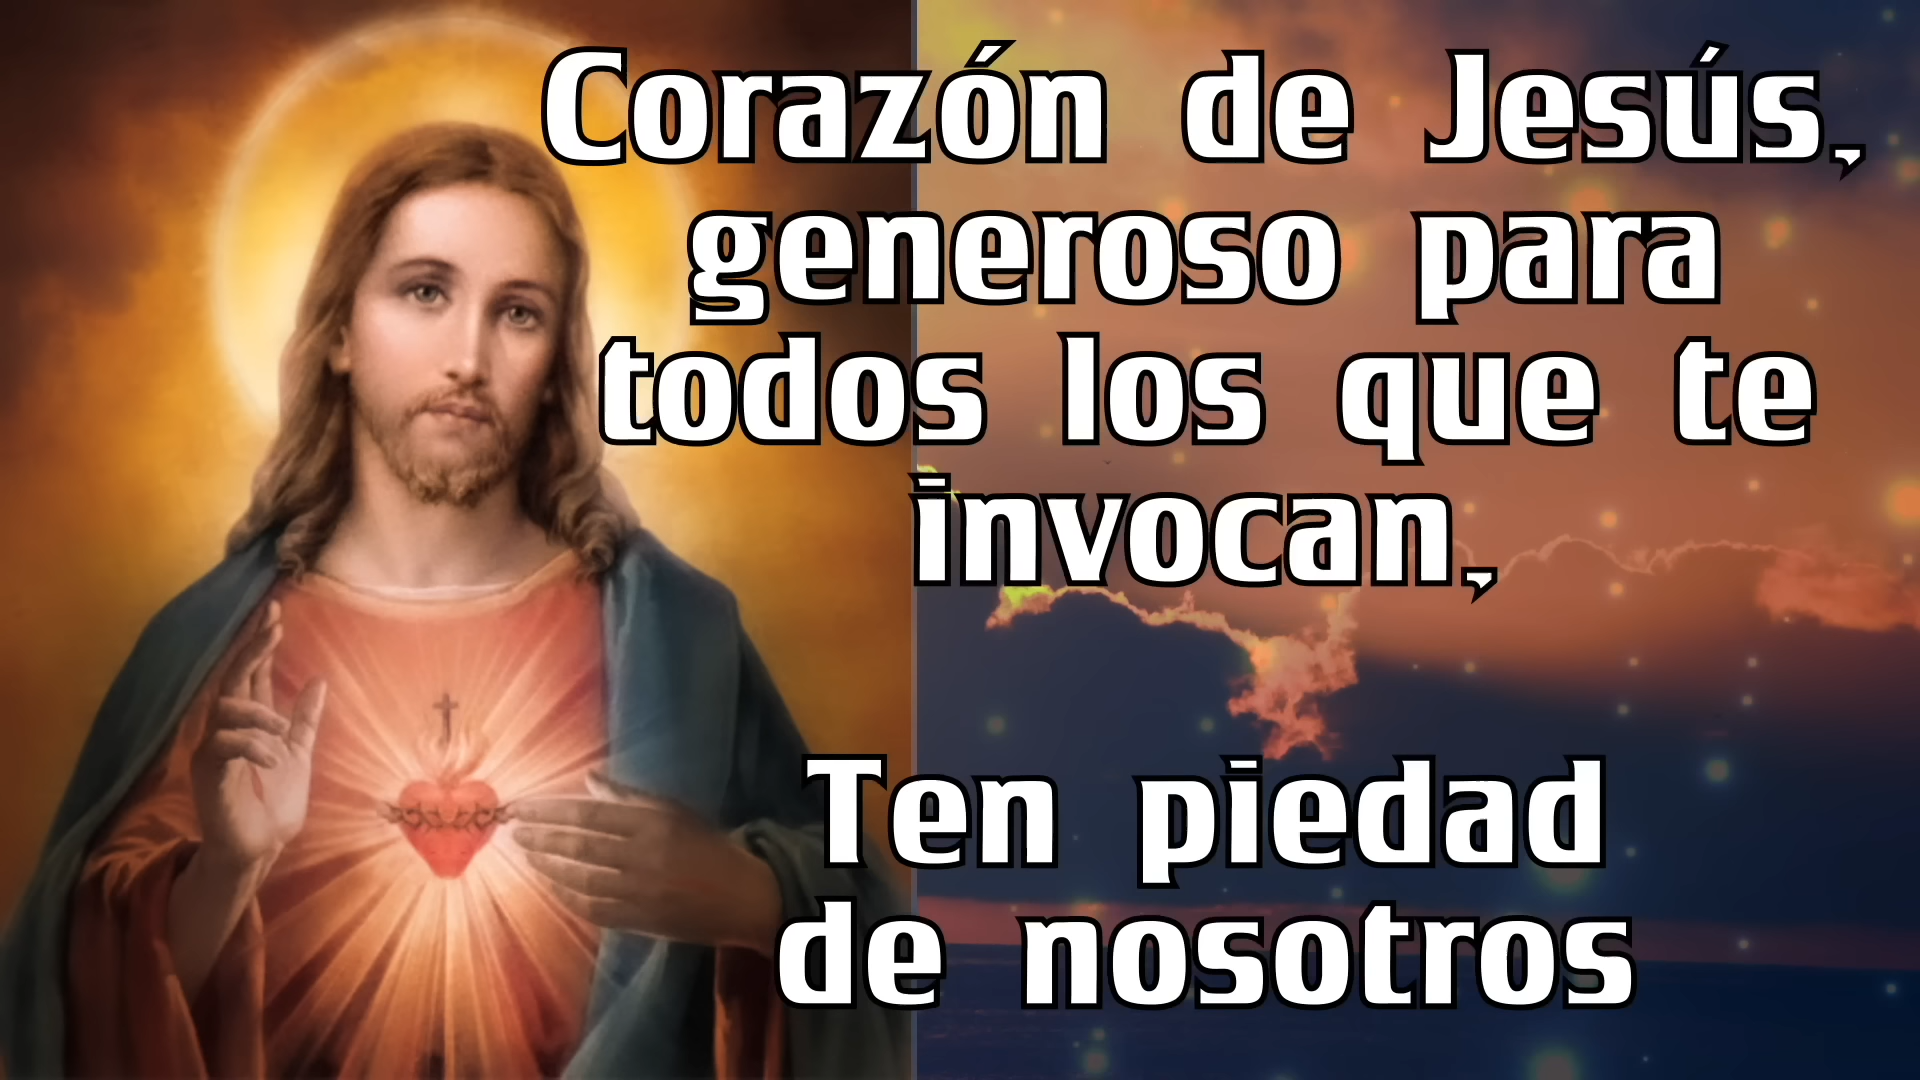 Corazón de Jesús,
generoso para
todos los que te
invocan,
Ten piedad
de nosotros